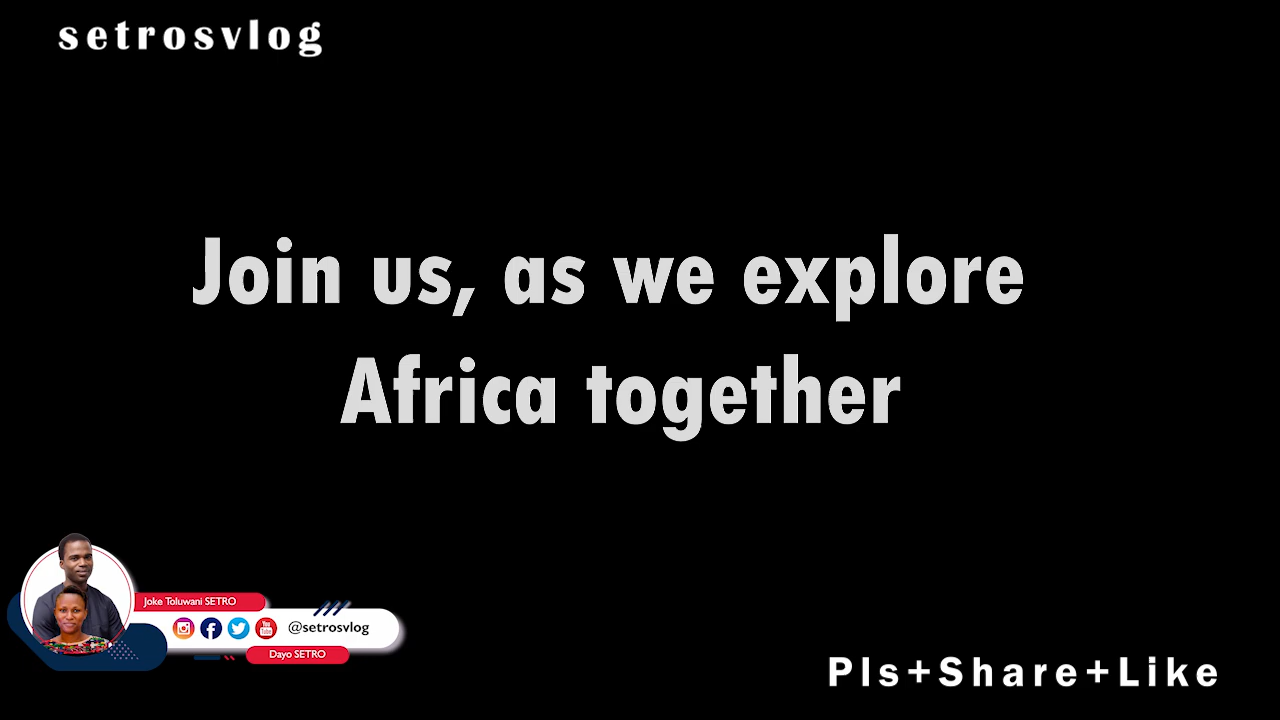 setrosvlog
Join us, as we explore
Africa together
Joke Toluwani SETRO
@setrosvlog
Dayo SETRO
Pls+Share+Like